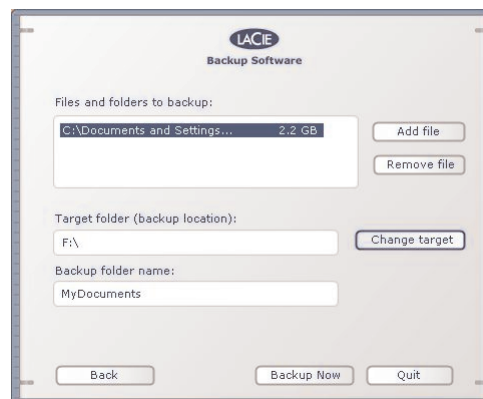 LACIE
Backup Software
Files and folders to backup:
C:\Documents and Settings... 2.2 GB
Add file
Remove file
Target folder (backup location):
F:\
Change target
Backup folder name:
MyDocuments
Back
Backup Now
Quit